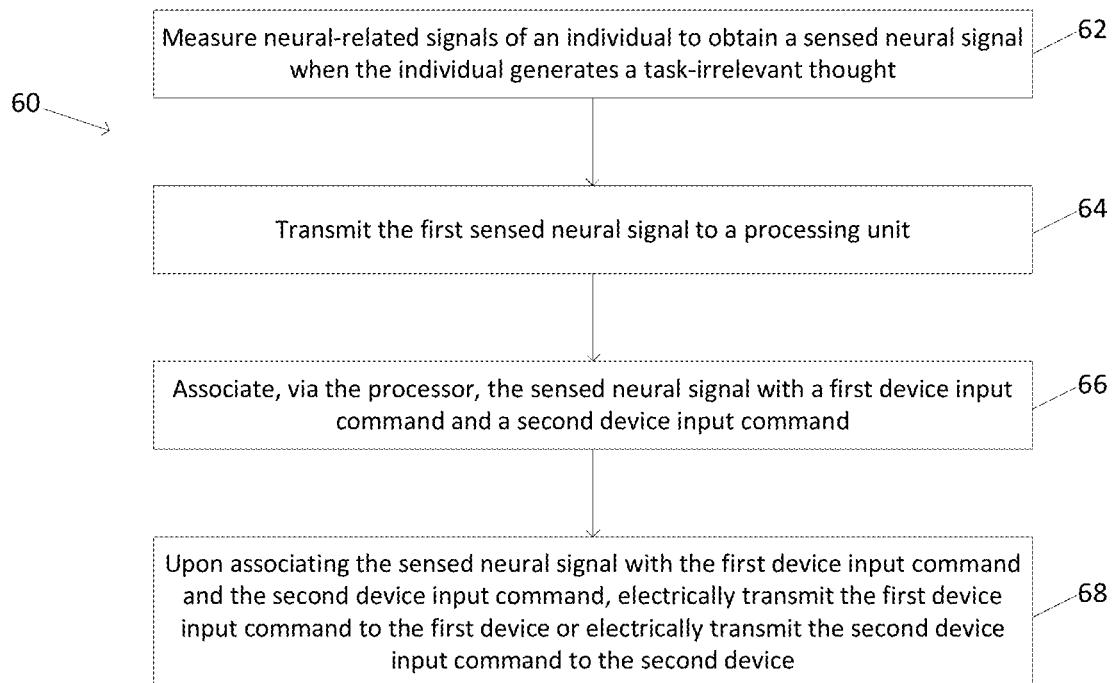 Measure neural-related signals of an individual to obtain a sensed neural signal
when the individual generates a task-irrelevant thought
62
60
Transmit the first sensed neural signal to a processing unit
64
Associate, via the processor, the sensed neural signal with a first device input
command and a second device input command
66
Upon associating the sensed neural signal with the first device input command
and the second device input command, electrically transmit the first device
input command to the first device or electrically transmit the second device
input command to the second device
68